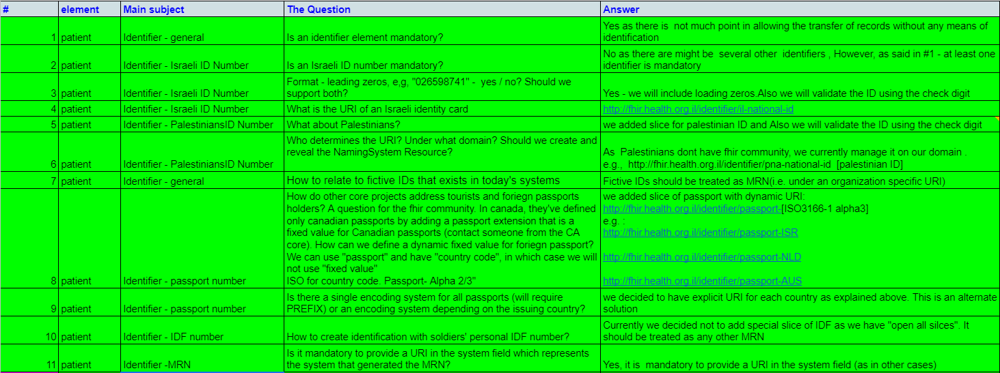 # element Main subject The Question Answer
1 patient Identifier - general Is an identifier element mandatory? Yes as there is  not much point in allowing the transfer of records without any means of
identification
2 patient Identifier - Israeli ID Number Is an Israeli ID number mandatory? No as there are might be  several other  identifiers , However, as said in #1 - at least one
identifier is mandatory
3 patient Identifier - Israeli ID Number Format - leading zeros, e,g, "026598741" -  yes / no? Should we
support both? Yes - we will include loading zeros.Also we will validate the ID using the check digit
4 patient Identifier - Israeli ID Number What is the URI of an Israeli identity card http://fhir.health.org.il/identifier/il-national-id
5 patient Identifier - PalestiniansID Number What about Palestinians? we added slice for palestinian ID and Also we will validate the ID using the check digit
6 patient Identifier - PalestiniansID Number Who determines the URI? Under what domain? Should we create and
reveal the NamingSystem Resource? As  Palestinians dont have fhir community, we currently manage it on our domain .
e.g.,  http://fhir.health.org.il/identifier/pna-national-id  [palestinian ID]
7 patient Identifier - general How to relate to fictive IDs that exists in today's systems Fictive IDs should be treated as MRN(i.e. under an organization specific URI)
8 patient Identifier - passport number How do other core projects address tourists and foriegn passports
holders? A question for the fhir community. In canada, they've defined
only canadian passports by adding a passport extension that is a
fixed value for Canadian passports (contact someone from the CA
core). How can we define a dynamic fixed value for foriegn passport?
We can use "passport" and have "country code", in which case we will
not use "fixed value"
ISO for country code. Passport- Alpha 2/3"
we added slice of passport with dynamic URI:
http://fhir.health.org.il/identifier/passport-[ISO3166-1 alpha3]
e.g. :
http://fhir.health.org.il/identifier/passport-ISR
http://fhir.health.org.il/identifier/passport-NLD
http://fhir.health.org.il/identifier/passport-AUS
9 patient Identifier - passport number Is there a single encoding system for all passports (will require
PREFIX) or an encoding system depending on the issuing country? we decided to have explicit URI for each country as explained above. This is an alternate
solution
10 patient Identifier - IDF number How to create identification with soldiers' personal IDF number? Currently we decided not to add special slice of IDF as we have "open all silces". It
should be treated as any other MRN
11 patient Identifier -MRN Is it mandatory to provide a URI in the system field which represents
the system that generated the MRN? Yes, it is  mandatory to provide a URI in the system field (as in other cases)